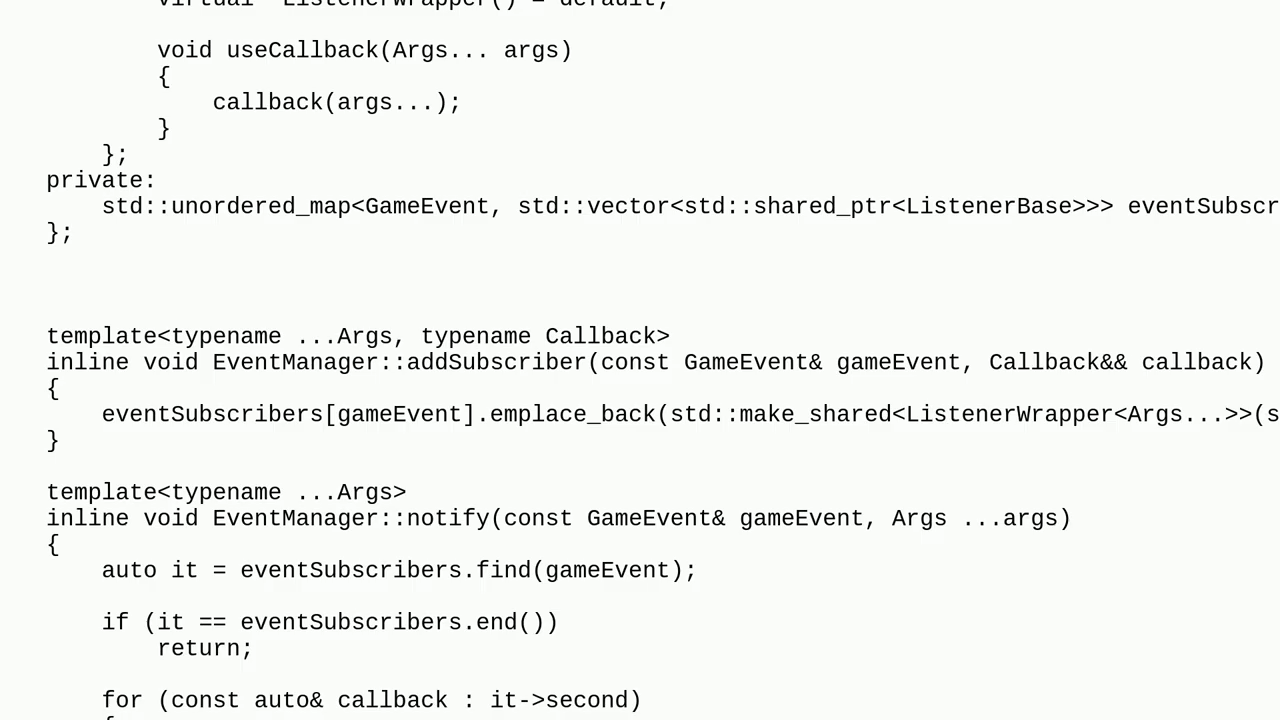 virtual ~ListenerWrapper() = default;
void useCallback(Args... args)
{
callback(args...);
}
};
private:
std::unordered_map<GameEvent, std::vector<std::shared_ptr<ListenerBase>>> eventSubscr
};
template<typename ...Args, typename Callback>
inline void EventManager::addSubscriber(const GameEvent& gameEvent, Callback&& callback)
{
eventSubscribers[gameEvent].emplace_back(std::make_shared<ListenerWrapper<Args...>>(s
}
template<typename ...Args>
inline void EventManager::notify(const GameEvent& gameEvent, Args ...args)
{
auto it = eventSubscribers.find(gameEvent);
if (it == eventSubscribers.end())
return;
for (const auto& callback : it->second)
{